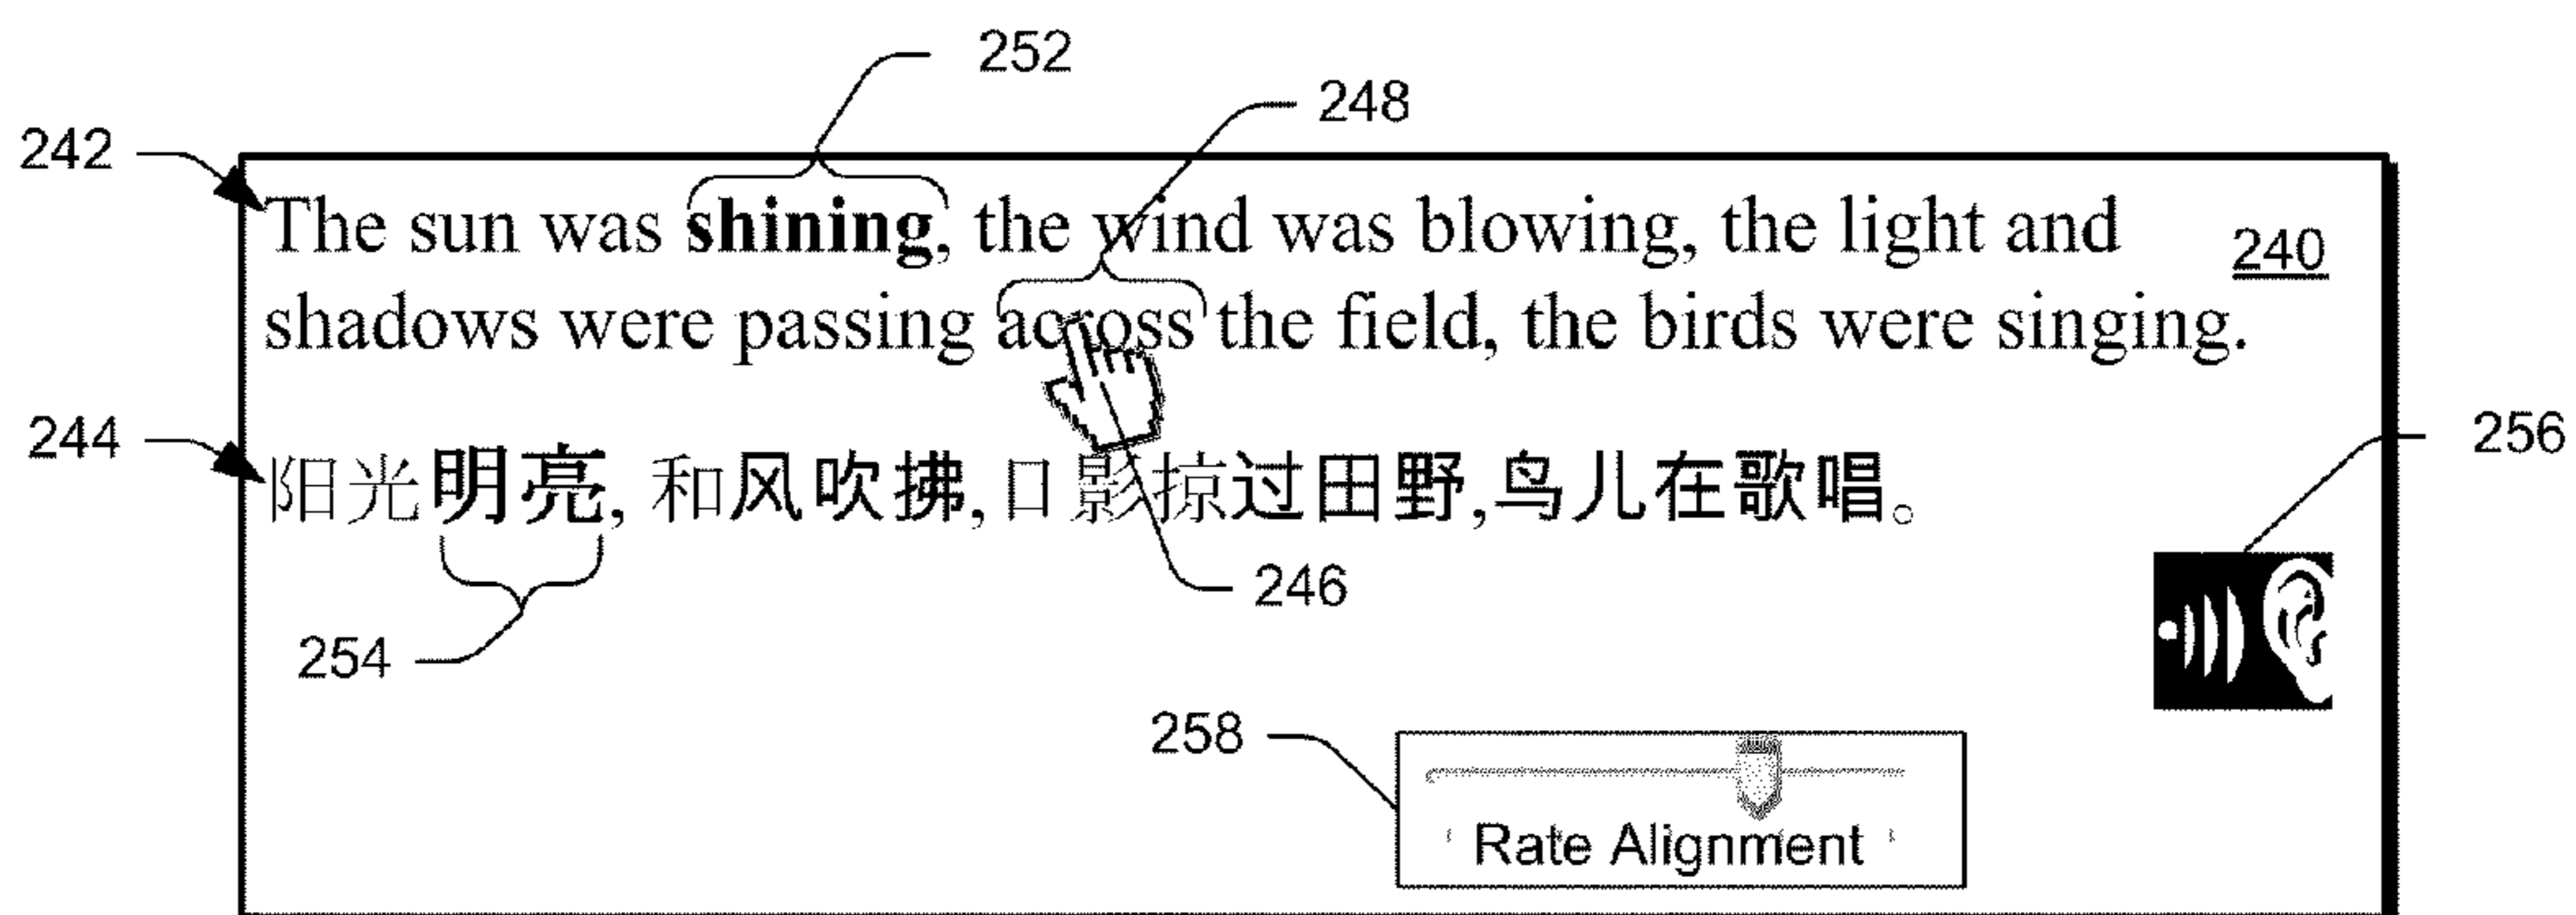 252
248
242
The sun was shining, the wind was blowing, the light and
240
shadows were passing across the field, the birds were singing.
244
阳光明亮, 和风吹拂, 日影掠过田野,鸟儿在歌唱。
256
246
254
258
Rate Alignment